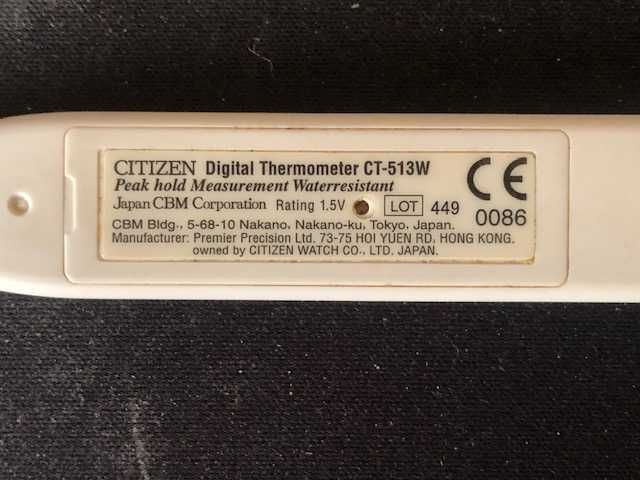 CITIZEN Digital Thermometer CT-513W
Peak hold Measurement Waterresistant
Japan CBM Corporation Rating 1.5V LOT 449
CE 0086
CBM Bldg., 5-68-10 Nakano, Nakano-ku, Tokyo, Japan.
Manufacturer: Premier Precision Ltd. 73-75 HOI YUEN RD, HONG KONG.
owned by CITIZEN WATCH CO., LTD. JAPAN.